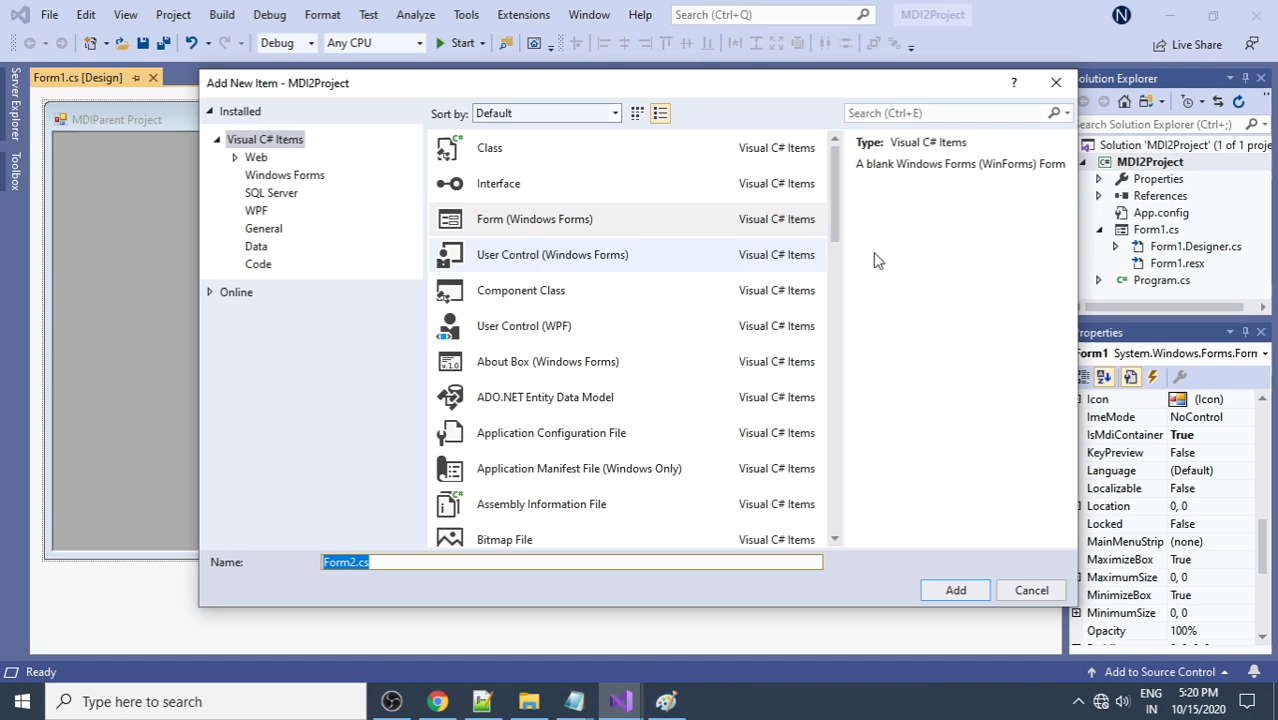 File Edit View Project Build Debug Format Test Analyze Tools Extensions Window Help Search (Ctrl+Q) MDI2Project N
Debug Any CPU Start Live Share
Server Explorer
Toolbox
Form1.cs [Design]
MDIParent Project
Add New Item - MDI2Project ?
Installed
Sort by: Default
Search (Ctrl+E)
Visual C# Items
Web
Windows Forms
SQL Server
WPF
General
Data
Code
Online
Class Visual C# Items
Interface Visual C# Items
Form (Windows Forms) Visual C# Items
User Control (Windows Forms) Visual C# Items
Component Class Visual C# Items
User Control (WPF) Visual C# Items
About Box (Windows Forms) Visual C# Items
ADO.NET Entity Data Model Visual C# Items
Application Configuration File Visual C# Items
Application Manifest File (Windows Only) Visual C# Items
Assembly Information File Visual C# Items
Bitmap File Visual C# Items
Type: Visual C# Items
A blank Windows Forms (WinForms) Form
Name: Form2.cs
Add Cancel
olution Explorer
earch Solution Explorer (Ctrl+;)
Solution 'MDI2Project' (1 of 1 proje
MDI2Project
Properties
References
App.config
Form1.cs
Form1.Designer.cs
Form1.resx
Program.cs
roperties
orm1 System.Windows.Forms.Forn
Icon (Icon)
ImeMode NoControl
IsMdiContainer True
KeyPreview False
Language (Default)
Localizable False
Location 0, 0
Locked False
MainMenuStrip (none)
MaximizeBox True
MaximumSize 0, 0
MinimizeBox True
MinimumSize 0, 0
Opacity 100%
Ready Add to Source Control
Type here to search
ENG
IN
5:20 PM
10/15/2020